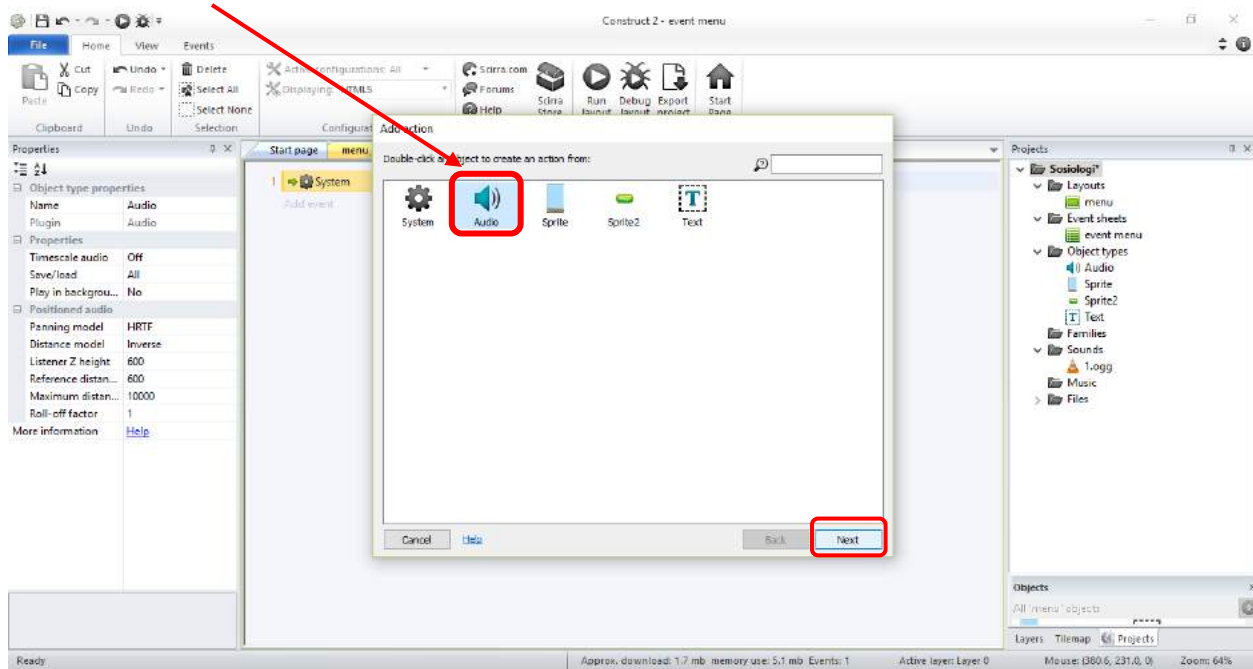 Construct 2 - event menu
File Home View Events
Paste
Cut
Copy
Clipboard
Undo
Redo
Undo
Delete
Select All
Select None
Selection
Active configurations: All
Displaying: HTML5
Scirra.com
Forums
Help
Scirra Store
Run layout
Debug layout
Export project
Start Page
Properties
Object type properties
Name Audio
Plugin Audio
Properties
Timescale audio Off
Save/load All
Play in backgrou... No
Positioned audio
Panning model HRTF
Distance model Inverse
Listener Z height 600
Reference distan... 600
Maximum distan... 10000
Roll-off factor 1
More information Help
Start page menu
1 System
Add event
Add action
Double-click an object to create an action from:
System Audio Sprite Sprite2 Text
Cancel Help Back Next
Projects
Sosiologi*
Layouts
menu
Event sheets
event menu
Object types
Audio
Sprite
Sprite2
Text
Families
Sounds
1.ogg
Music
Files
Objects
All 'menu' objects
Layers Tilemap Projects
Ready
Approx. download: 1.7 mb memory use: 5.1 mb Events: 1 Active layer: Layer 0 Mouse: (380.6, 231.0, 0) Zoom: 64%